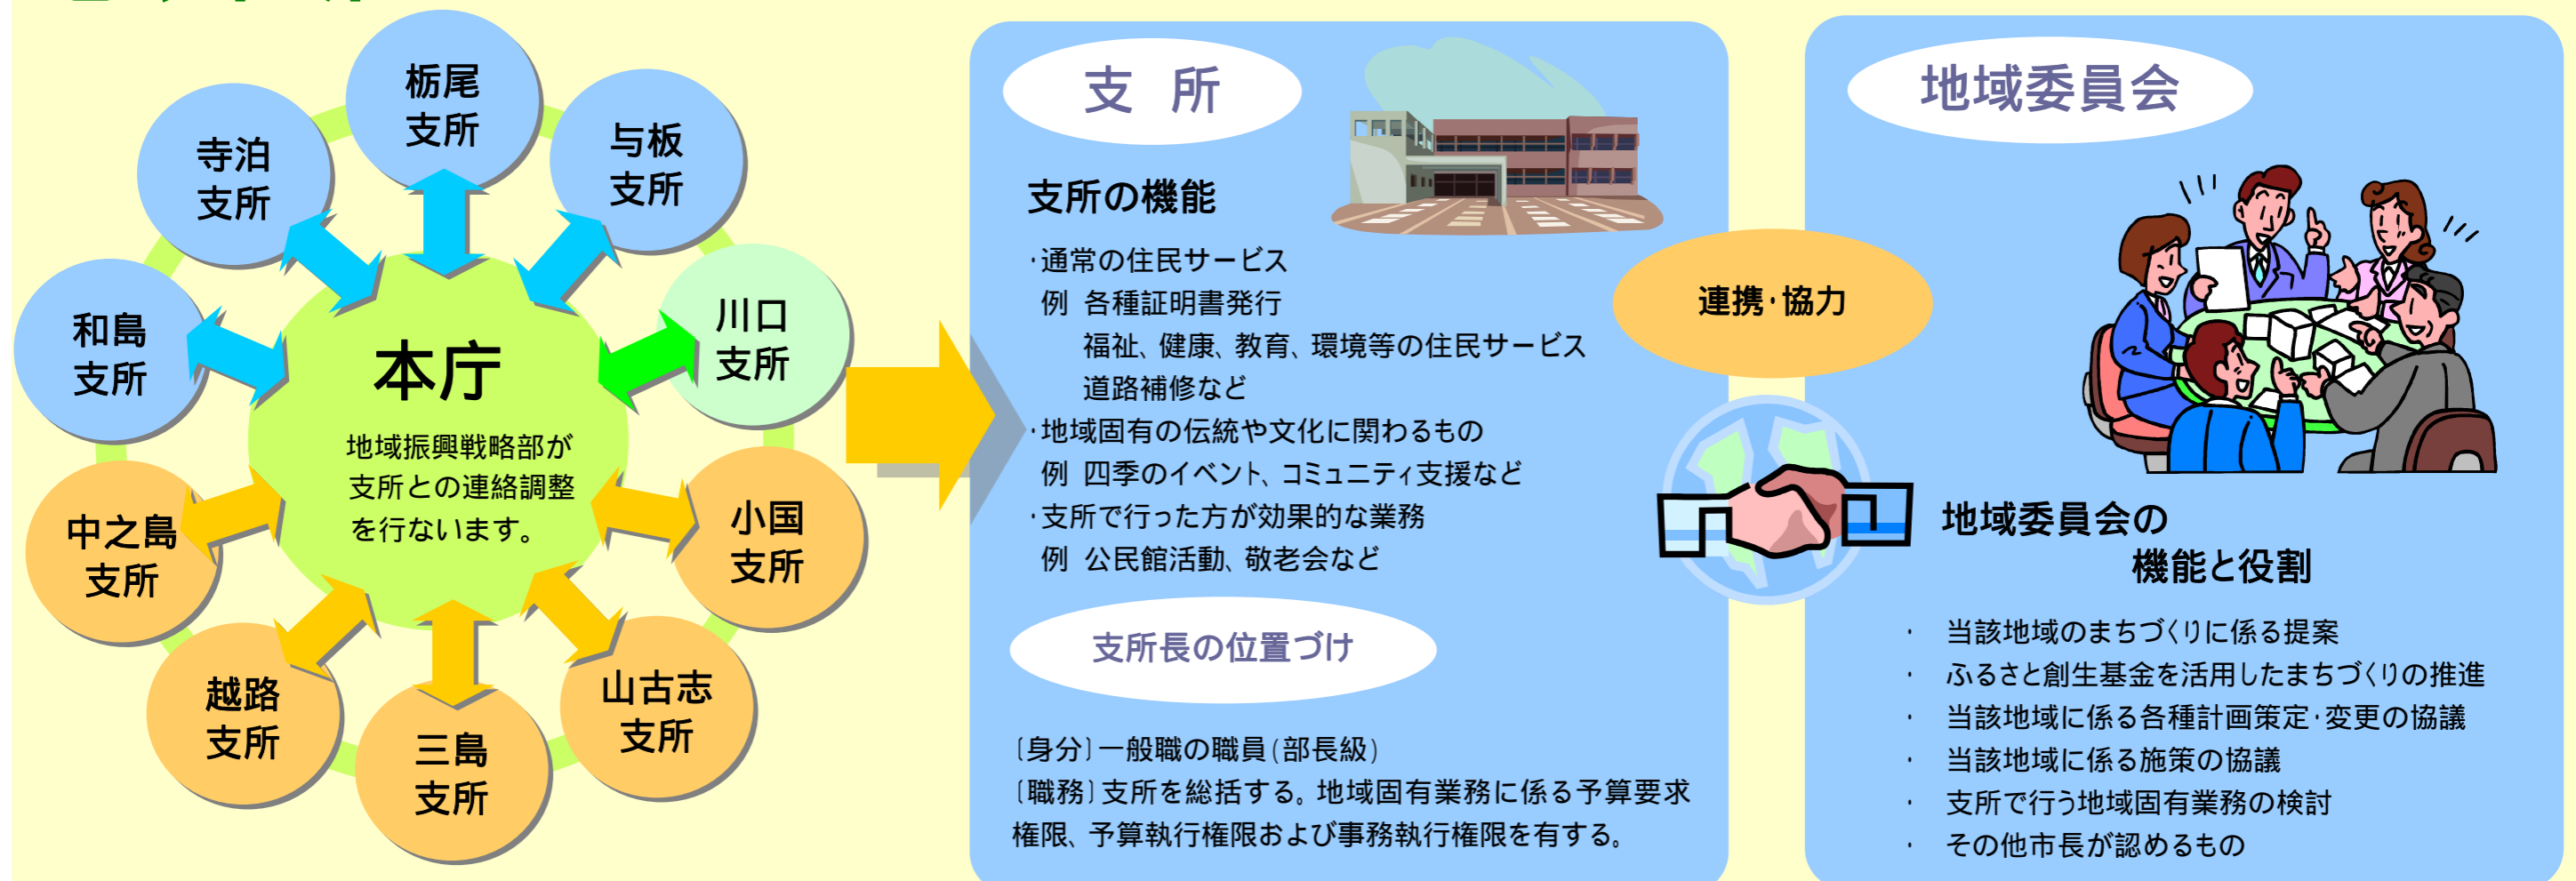 栃尾
支所
与板
支所
川口
支所
小国
支所
山古志
支所
三島
支所
越路
支所
中之島
支所
和島
支所
寺泊
支所
本庁
地域振興戦略部が
支所との連絡調整
を行ないます。
支 所
支所の機能
・通常の住民サービス
例 各種証明書発行
福祉、健康、教育、環境等の住民サービス
道路補修など
・地域固有の伝統や文化に関わるもの
例 四季のイベント、コミュニティ支援など
・支所で行った方が効果的な業務
例 公民館活動、敬老会など
支所長の位置づけ
〔身分〕一般職の職員(部長級)
〔職務〕支所を総括する。地域固有業務に係る予算要求
権限、予算執行権限および事務執行権限を有する。
連携・協力
地域委員会
地域委員会の
機能と役割
・ 当該地域のまちづくりに係る提案
・ ふるさと創生基金を活用したまちづくりの推進
・ 当該地域に係る各種計画策定・変更の協議
・ 当該地域に係る施策の協議
・ 支所で行う地域固有業務の検討
・ その他市長が認めるもの